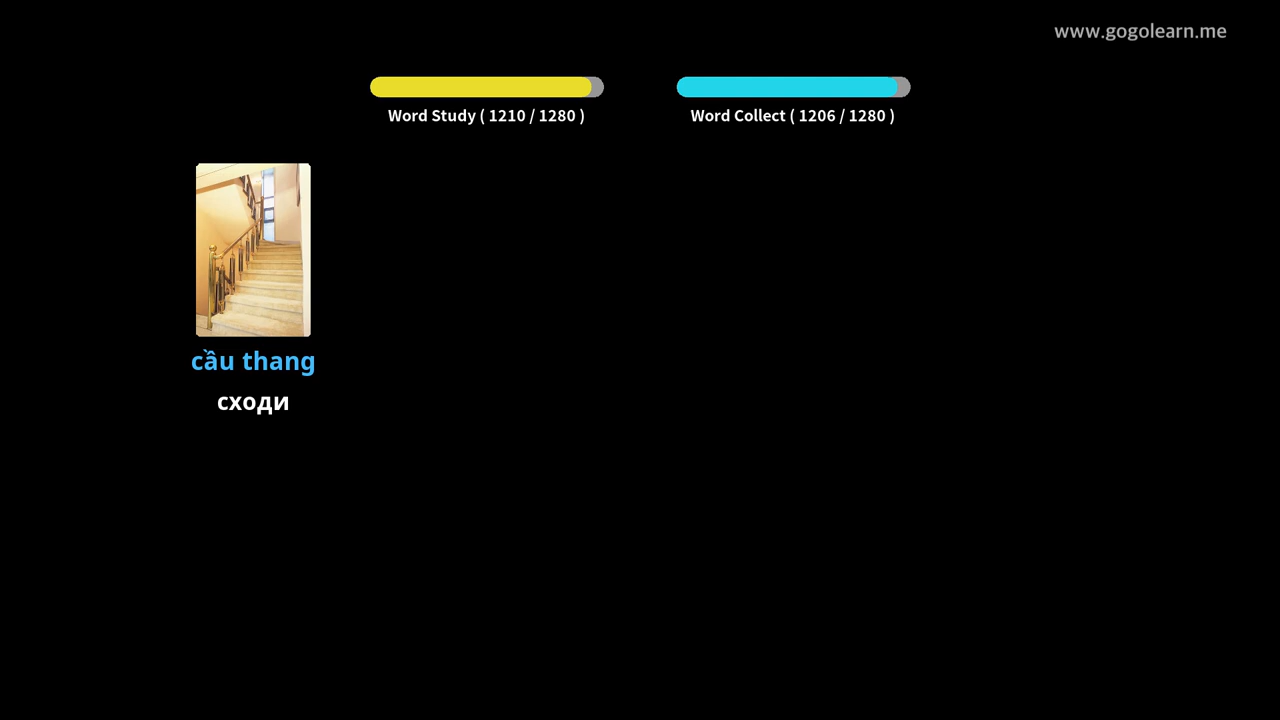 www.gogolearn.me
Word Study ( 1210 / 1280 )
Word Collect ( 1206 / 1280 )
cầu thang
сходи